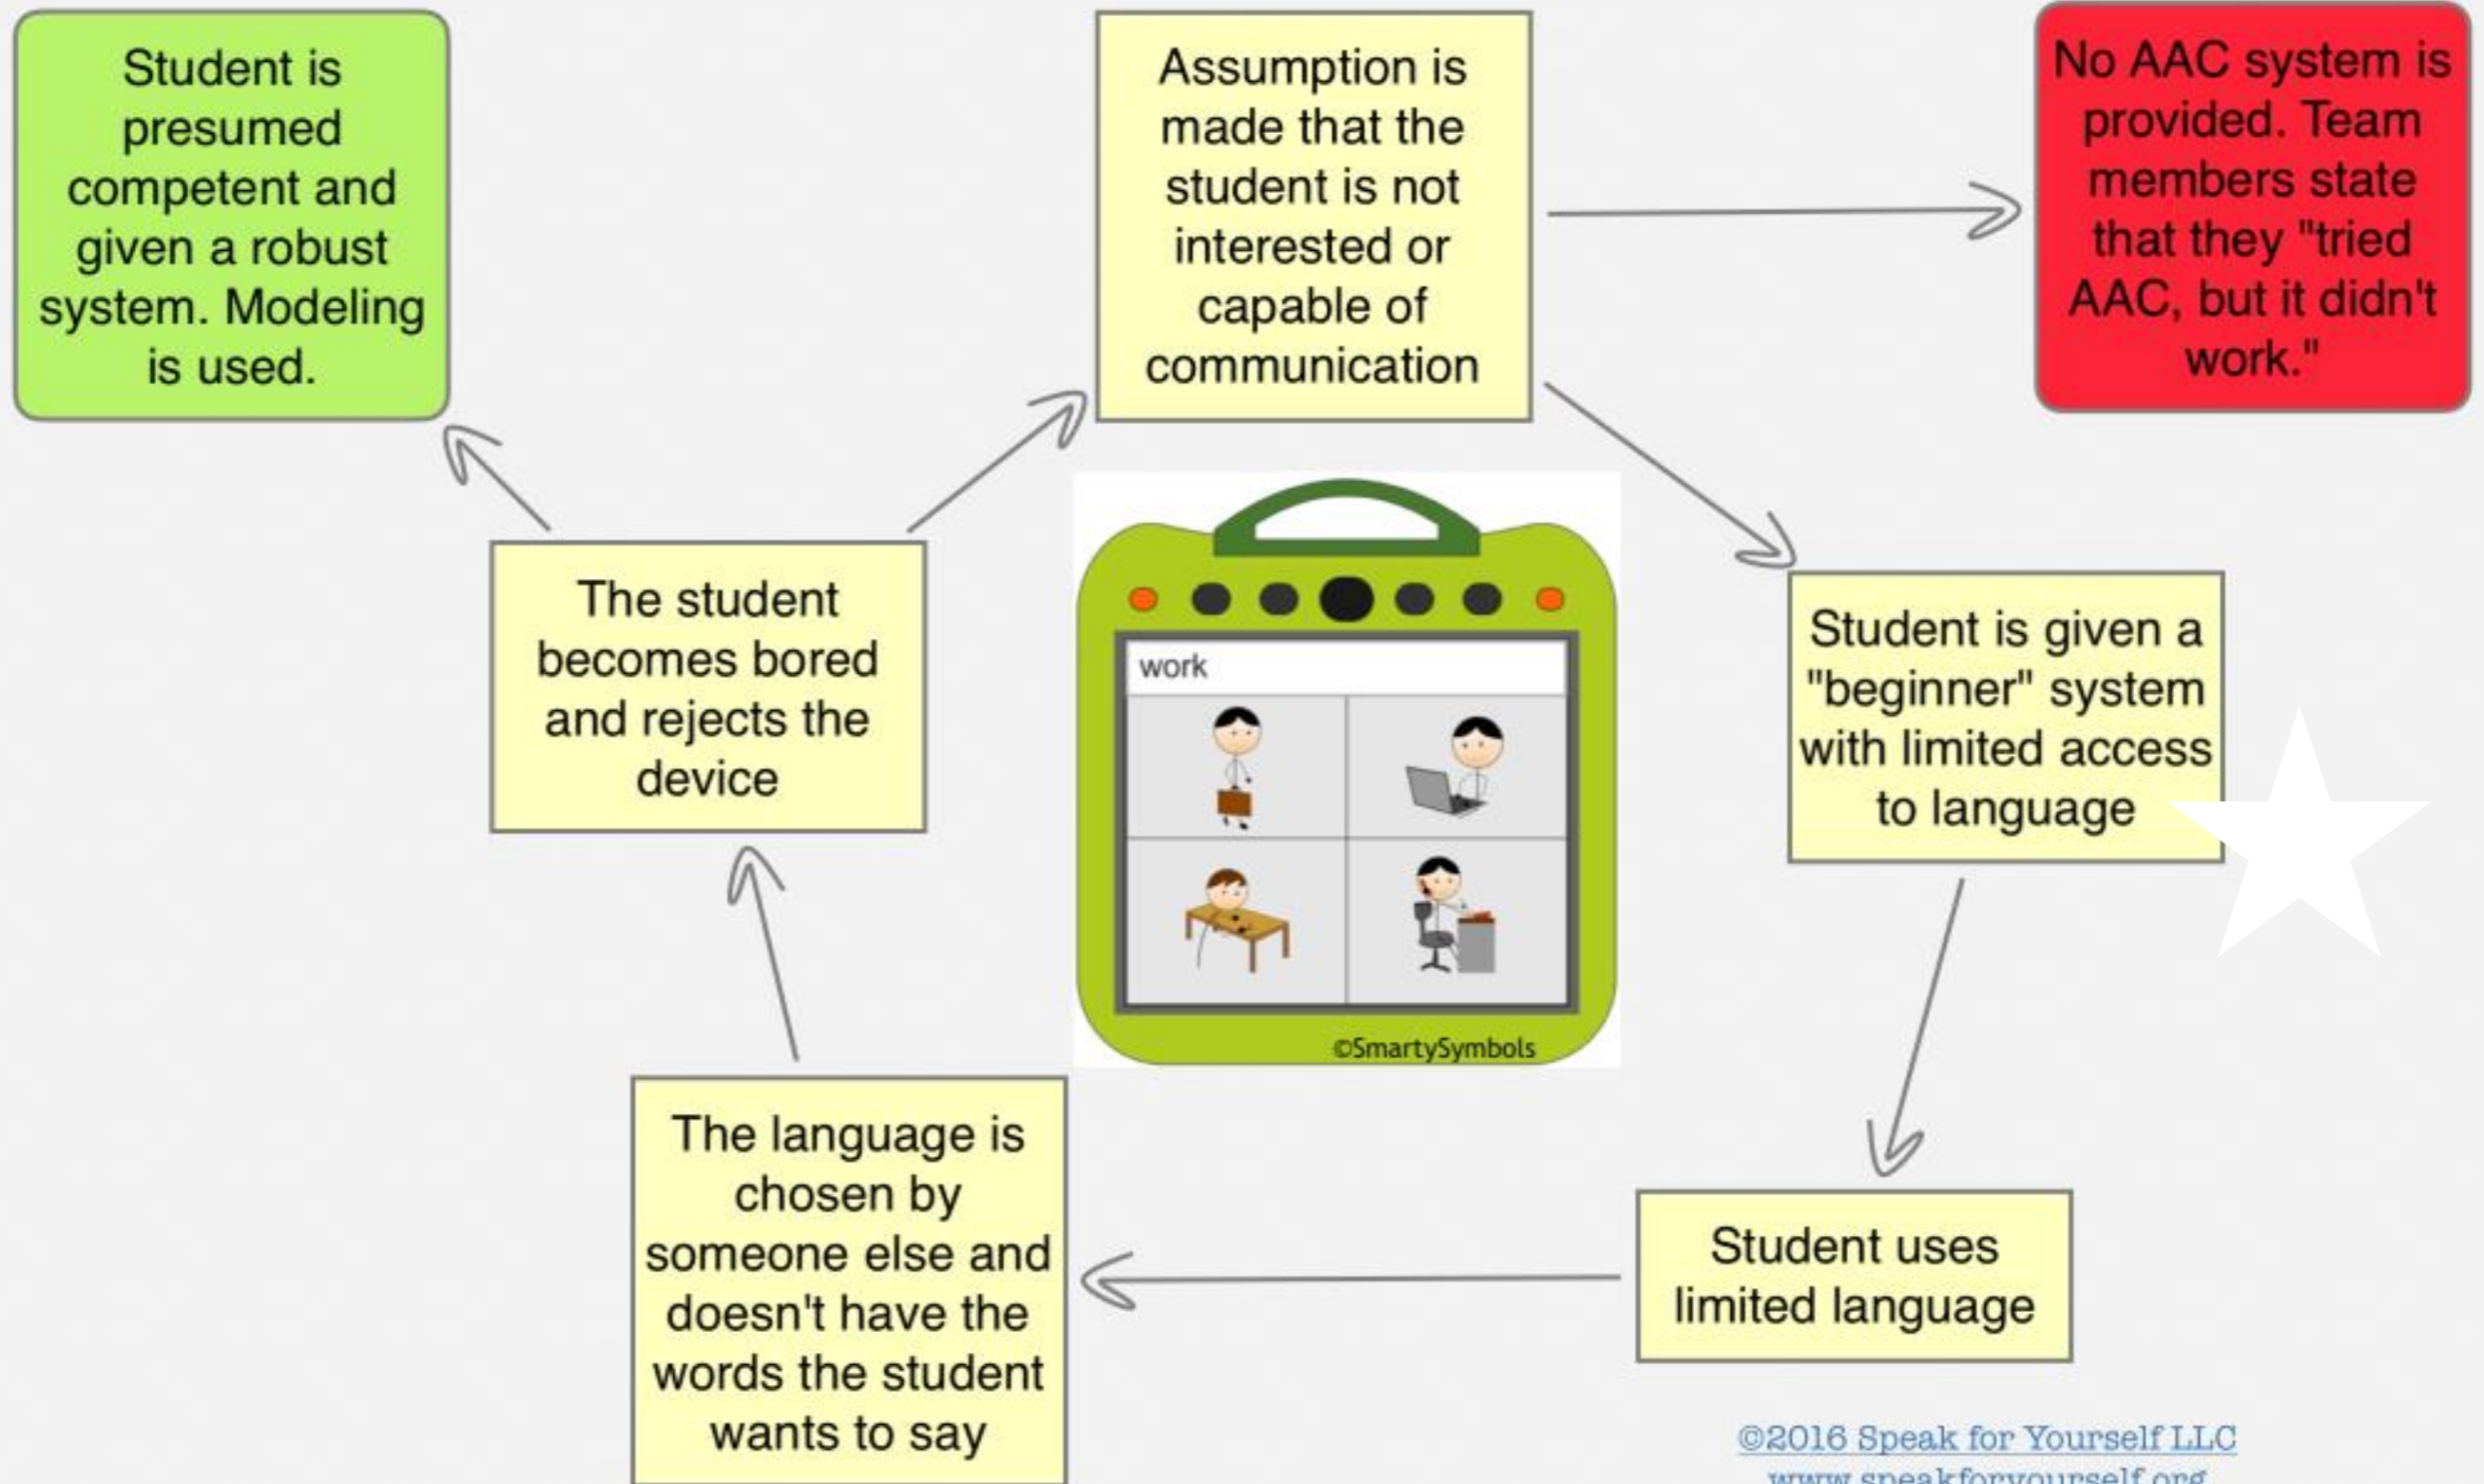 Student is
presumed
competent and
given a robust
system. Modeling
is used.
Assumption is
made that the
student is not
interested or
capable of
communication
No AAC system is
provided. Team
members state
that they "tried
AAC, but it didn't
work."
The student
becomes bored
and rejects the
device
work
©SmartySymbols
Student is given a
"beginner" system
with limited access
to language
The language is
chosen by
someone else and
doesn't have the
words the student
wants to say
Student uses
limited language
©2016 Speak for Yourself LLC
www.speakforyourself.org